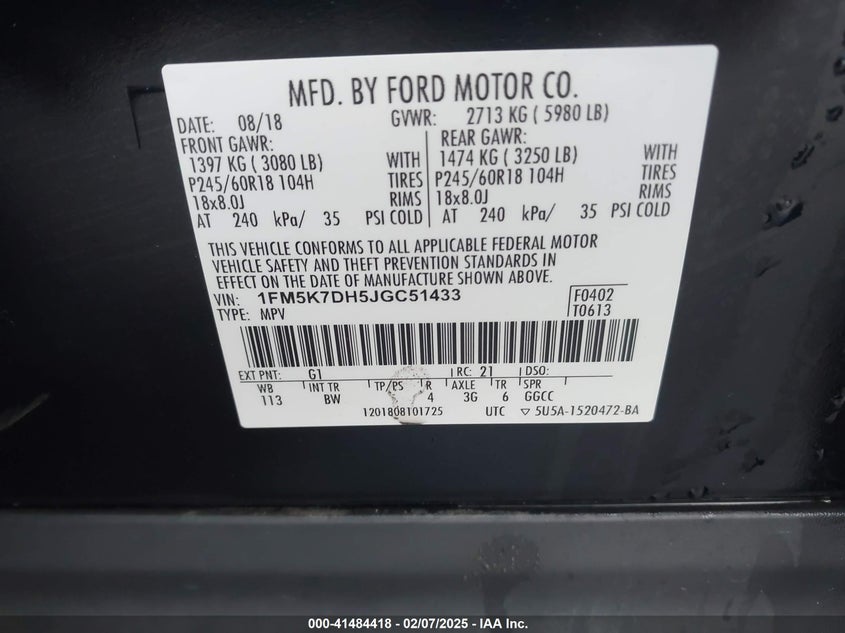 MFD. BY FORD MOTOR CO.
DATE: 08/18 GVWR: 2713 KG ( 5980 LB)
FRONT GAWR: REAR GAWR:
1397 KG ( 3080 LB) WITH 1474 KG ( 3250 LB) WITH
P245/60R18 104H TIRES P245/60R18 104H TIRES
18x8.0J RIMS 18x8.0J RIMS
AT 240 kPa/ 35 PSI COLD AT 240 kPa/ 35 PSI COLD
THIS VEHICLE CONFORMS TO ALL APPLICABLE FEDERAL MOTOR
VEHICLE SAFETY AND THEFT PREVENTION STANDARDS IN
EFFECT ON THE DATE OF MANUFACTURE SHOWN ABOVE.
VIN: 1FM5K7DH5JGC51433 F0402
TYPE: MPV T0613
EXT PNT: G1 RC: 21 DSO:
WB INT TR TP/PS R AXLE TR SPR
113 BW 4 3G 6 GGCC
1201808101725 UTC ▽ 5U5A-1520472-BA
000-41484418 - 02/07/2025 - IAA Inc.